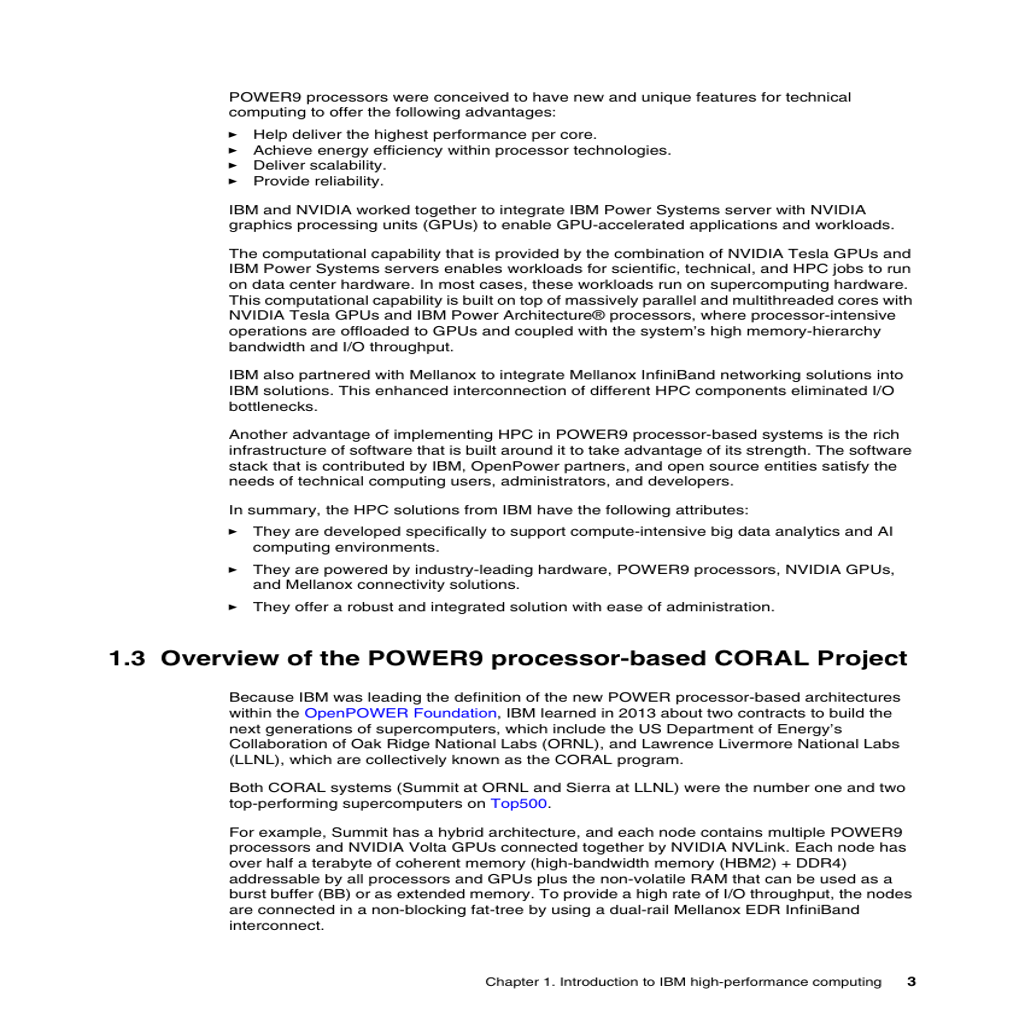 POWER9 processors were conceived to have new and unique features for technical
computing to offer the following advantages:
► Help deliver the highest performance per core.
► Achieve energy efficiency within processor technologies.
► Deliver scalability.
► Provide reliability.
IBM and NVIDIA worked together to integrate IBM Power Systems server with NVIDIA
graphics processing units (GPUs) to enable GPU-accelerated applications and workloads.
The computational capability that is provided by the combination of NVIDIA Tesla GPUs and
IBM Power Systems servers enables workloads for scientific, technical, and HPC jobs to run
on data center hardware. In most cases, these workloads run on supercomputing hardware.
This computational capability is built on top of massively parallel and multithreaded cores with
NVIDIA Tesla GPUs and IBM Power Architecture® processors, where processor-intensive
operations are offloaded to GPUs and coupled with the system's high memory-hierarchy
bandwidth and I/O throughput.
IBM also partnered with Mellanox to integrate Mellanox InfiniBand networking solutions into
IBM solutions. This enhanced interconnection of different HPC components eliminated I/O
bottlenecks.
Another advantage of implementing HPC in POWER9 processor-based systems is the rich
infrastructure of software that is built around it to take advantage of its strength. The software
stack that is contributed by IBM, OpenPower partners, and open source entities satisfy the
needs of technical computing users, administrators, and developers.
In summary, the HPC solutions from IBM have the following attributes:
► They are developed specifically to support compute-intensive big data analytics and AI
computing environments.
► They are powered by industry-leading hardware, POWER9 processors, NVIDIA GPUs,
and Mellanox connectivity solutions.
► They offer a robust and integrated solution with ease of administration.
1.3 Overview of the POWER9 processor-based CORAL Project
Because IBM was leading the definition of the new POWER processor-based architectures
within the OpenPOWER Foundation, IBM learned in 2013 about two contracts to build the
next generations of supercomputers, which include the US Department of Energy's
Collaboration of Oak Ridge National Labs (ORNL), and Lawrence Livermore National Labs
(LLNL), which are collectively known as the CORAL program.
Both CORAL systems (Summit at ORNL and Sierra at LLNL) were the number one and two
top-performing supercomputers on Top500.
For example, Summit has a hybrid architecture, and each node contains multiple POWER9
processors and NVIDIA Volta GPUs connected together by NVIDIA NVLink. Each node has
over half a terabyte of coherent memory (high-bandwidth memory (HBM2) + DDR4)
addressable by all processors and GPUs plus the non-volatile RAM that can be used as a
burst buffer (BB) or as extended memory. To provide a high rate of I/O throughput, the nodes
are connected in a non-blocking fat-tree by using a dual-rail Mellanox EDR InfiniBand
interconnect.
Chapter 1. Introduction to IBM high-performance computing 3